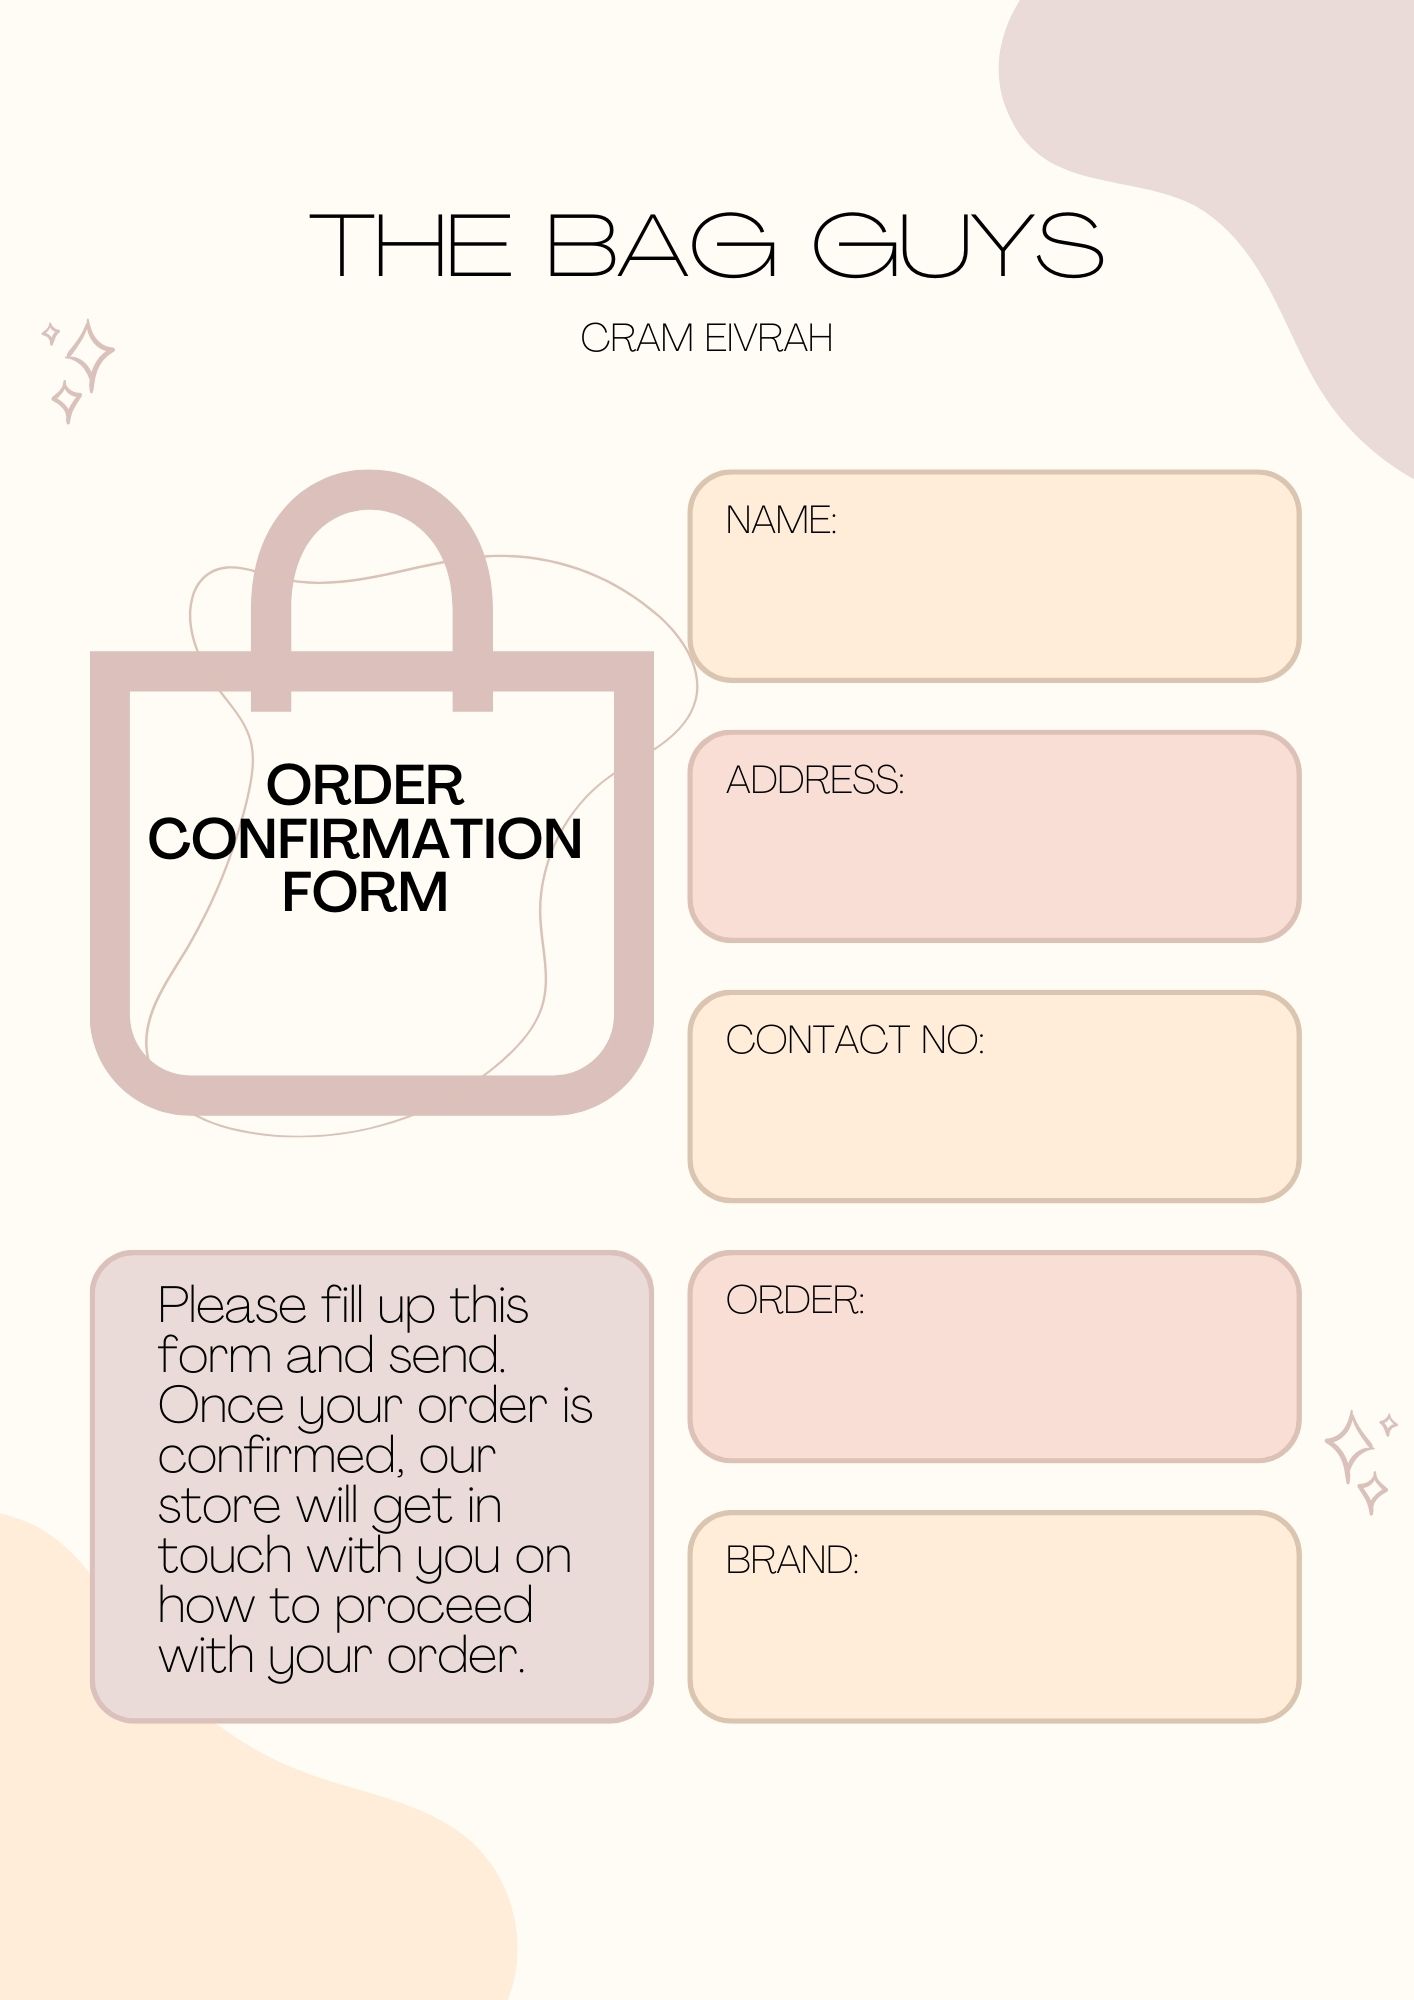 THE BAG GUYS
CRAM EIVRAH
ORDER
CONFIRMATION
FORM
NAME:
ADDRESS:
CONTACT NO:
ORDER:
BRAND:
Please fill up this
form and send.
Once your order is
confirmed, our
store will get in
touch with you on
how to proceed
with your order.